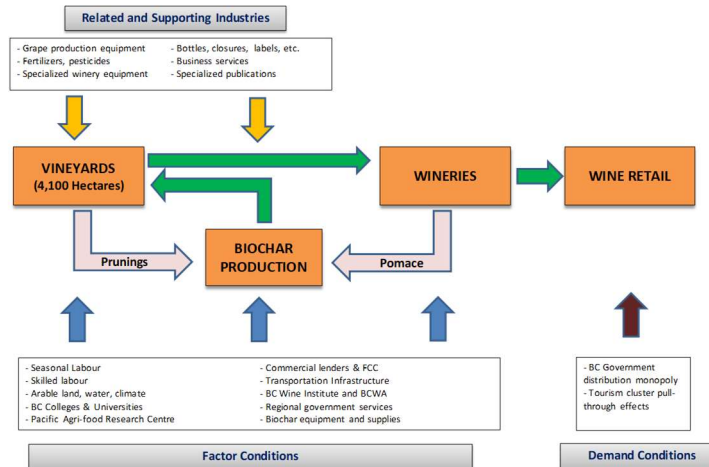 Related and Supporting Industries
- Grape production equipment
- Fertilizers, pesticides
- Specialized winery equipment
- Bottles, closures, labels, etc.
- Business services
- Specialized publications
VINEYARDS
(4,100 Hectares)
WINERIES
WINE RETAIL
BIOCHAR
PRODUCTION
Prunings
Pomace
- Seasonal Labour
- Skilled labour
- Arable land, water, climate
- BC Colleges & Universities
- Pacific Agri-food Research Centre
- Commercial lenders & FCC
- Transportation Infrastructure
- BC Wine Institute and BCWA
- Regional government services
- Biochar equipment and supplies
- BC Government
distribution monopoly
- Tourism cluster pull-
through effects
Factor Conditions
Demand Conditions